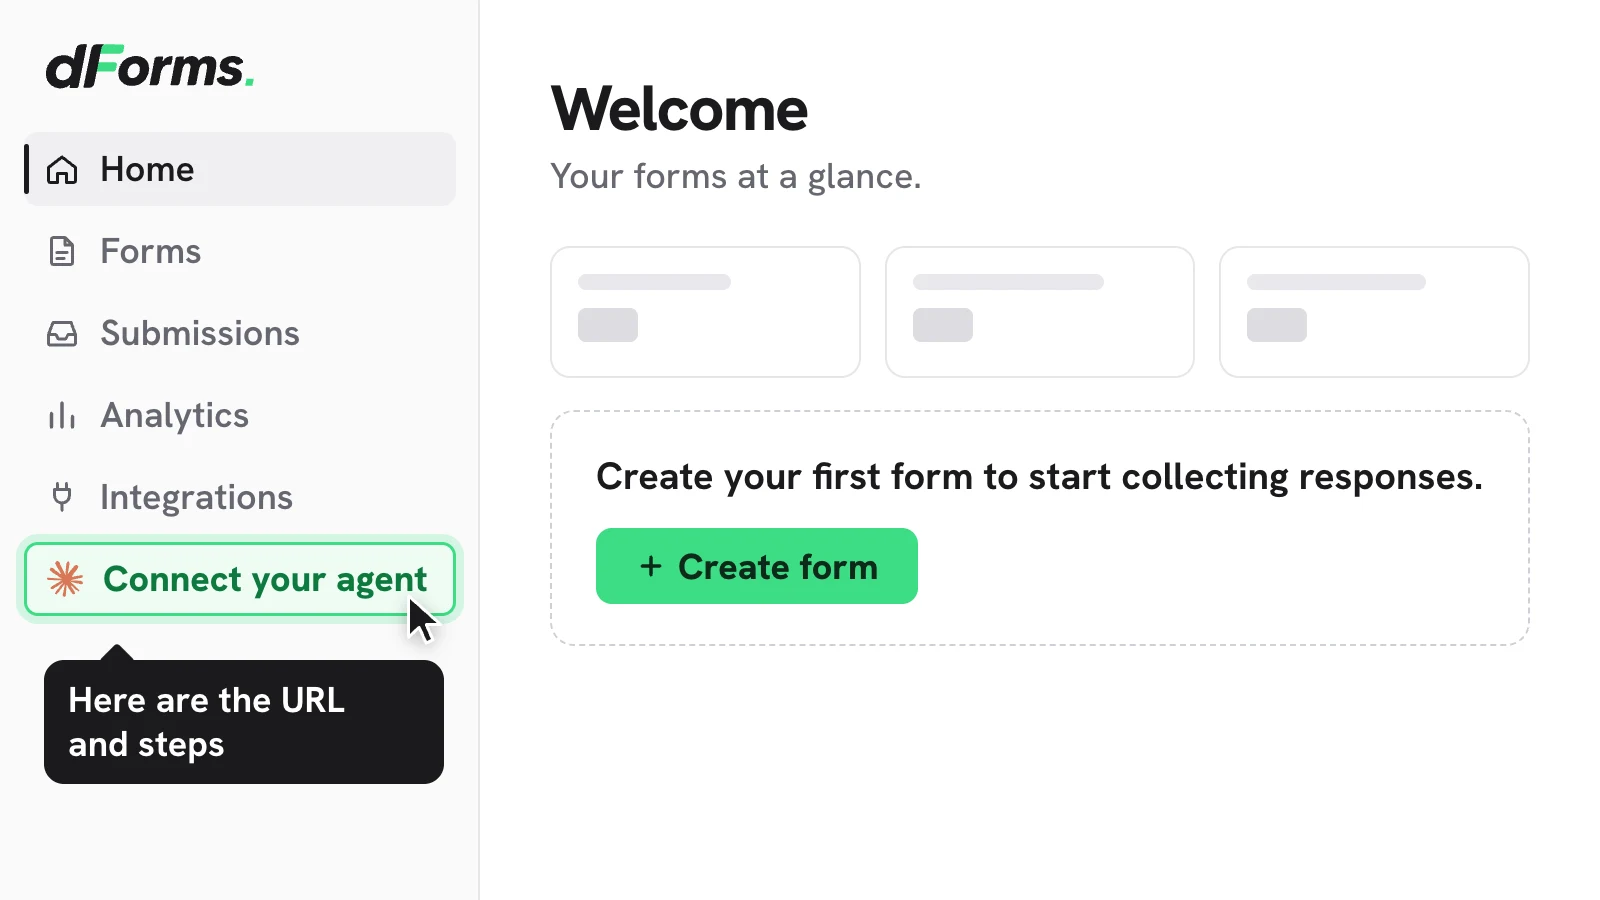 dForms.
Home
Forms
Submissions
Analytics
Integrations
Connect your agent
Here are the URL
and steps
Welcome
Your forms at a glance.
Create your first form to start collecting responses.
+ Create form